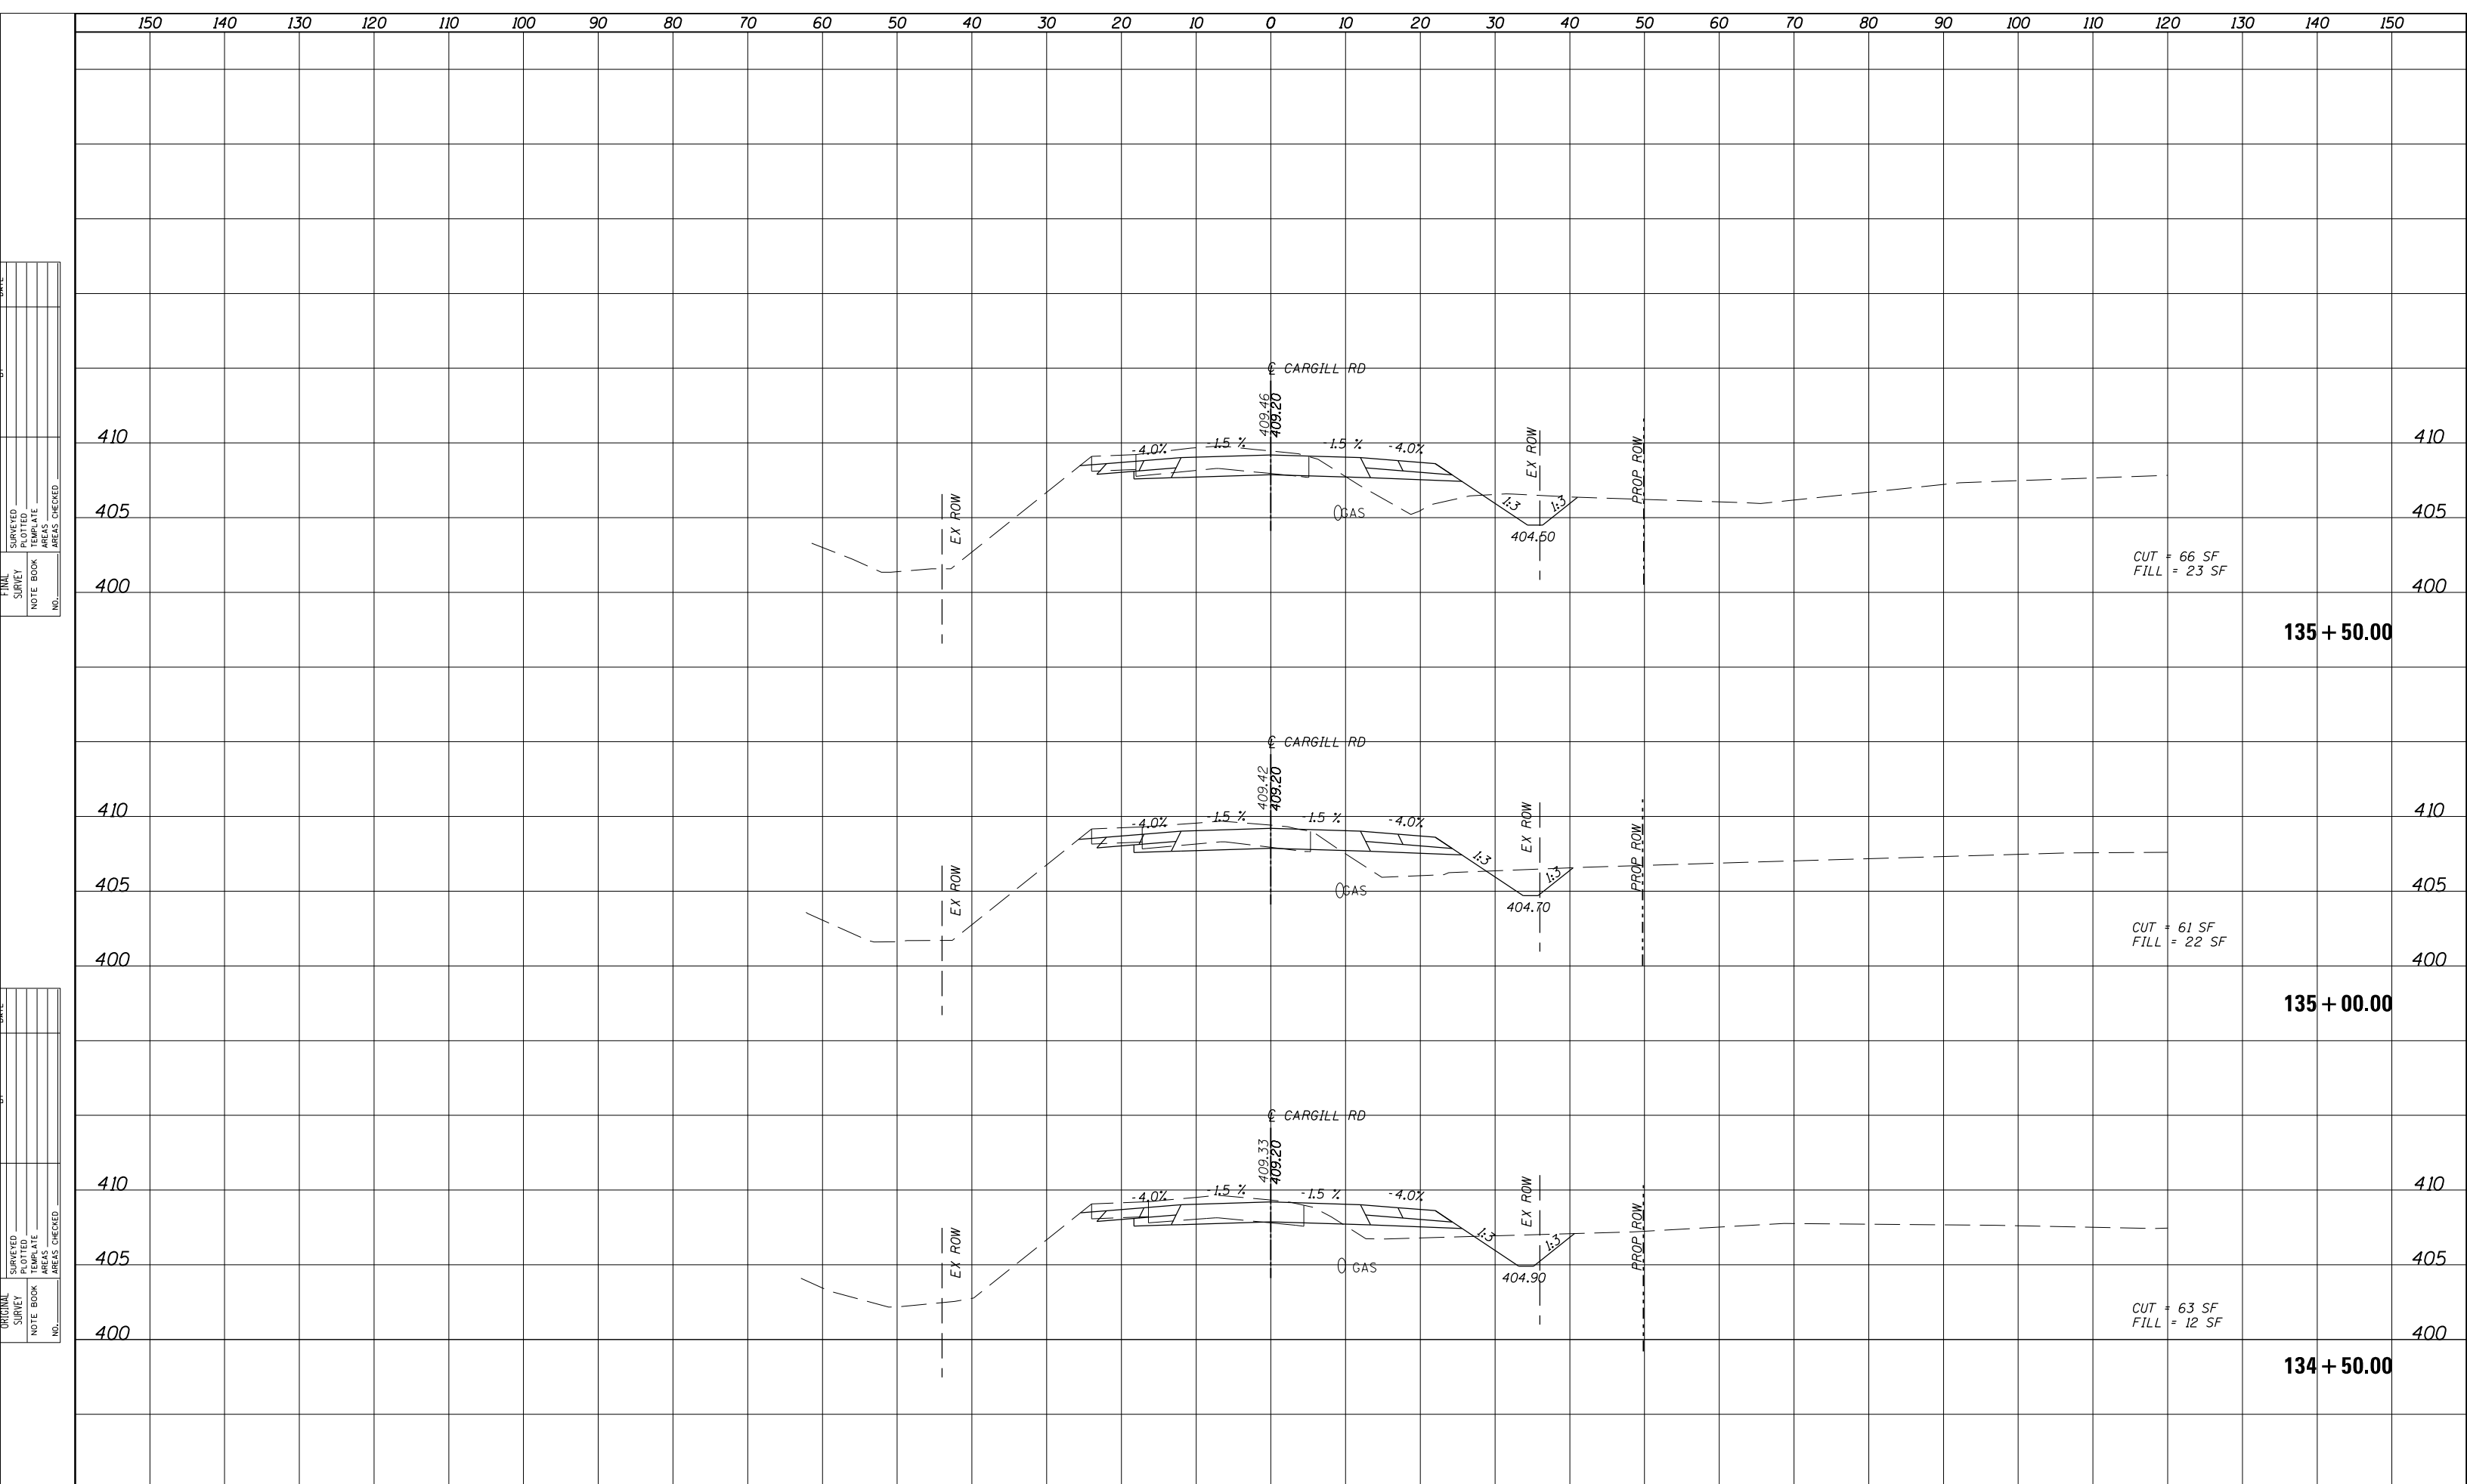 150 140 130 120 110 100 90 80 70 60 50 40 30 20 10 0 10 20 30 40 50 60 70 80 90 100 110 120 130 140 150
℄ CARGILL RD
409.46
409.20
410
-4.0%
-1.5 %
-1.5 %
-4.0%
EX ROW
PROP ROW
410
EX ROW
405
GAS
1:3
1:3
405
404.50
CUT = 66 SF
FILL = 23 SF
400
400
135+50.00
℄ CARGILL RD
409.42
409.20
410
-4.0%
-1.5 %
-1.5 %
-4.0%
EX ROW
PROP ROW
410
EX ROW
405
GAS
1:3
1:3
405
404.70
CUT = 61 SF
FILL = 22 SF
400
400
135+00.00
℄ CARGILL RD
409.33
409.20
410
-4.0%
-1.5 %
-1.5 %
-4.0%
EX ROW
PROP ROW
410
EX ROW
405
GAS
1:3
1:3
405
404.90
CUT = 63 SF
FILL = 12 SF
400
400
134+50.00
FINAL
SURVEY
NOTE BOOK
NO.
SURVEYED
PLOTTED
TEMPLATE
AREAS
AREAS CHECKED
ORIGINAL
SURVEY
NOTE BOOK
NO.
SURVEYED
PLOTTED
TEMPLATE
AREAS
AREAS CHECKED